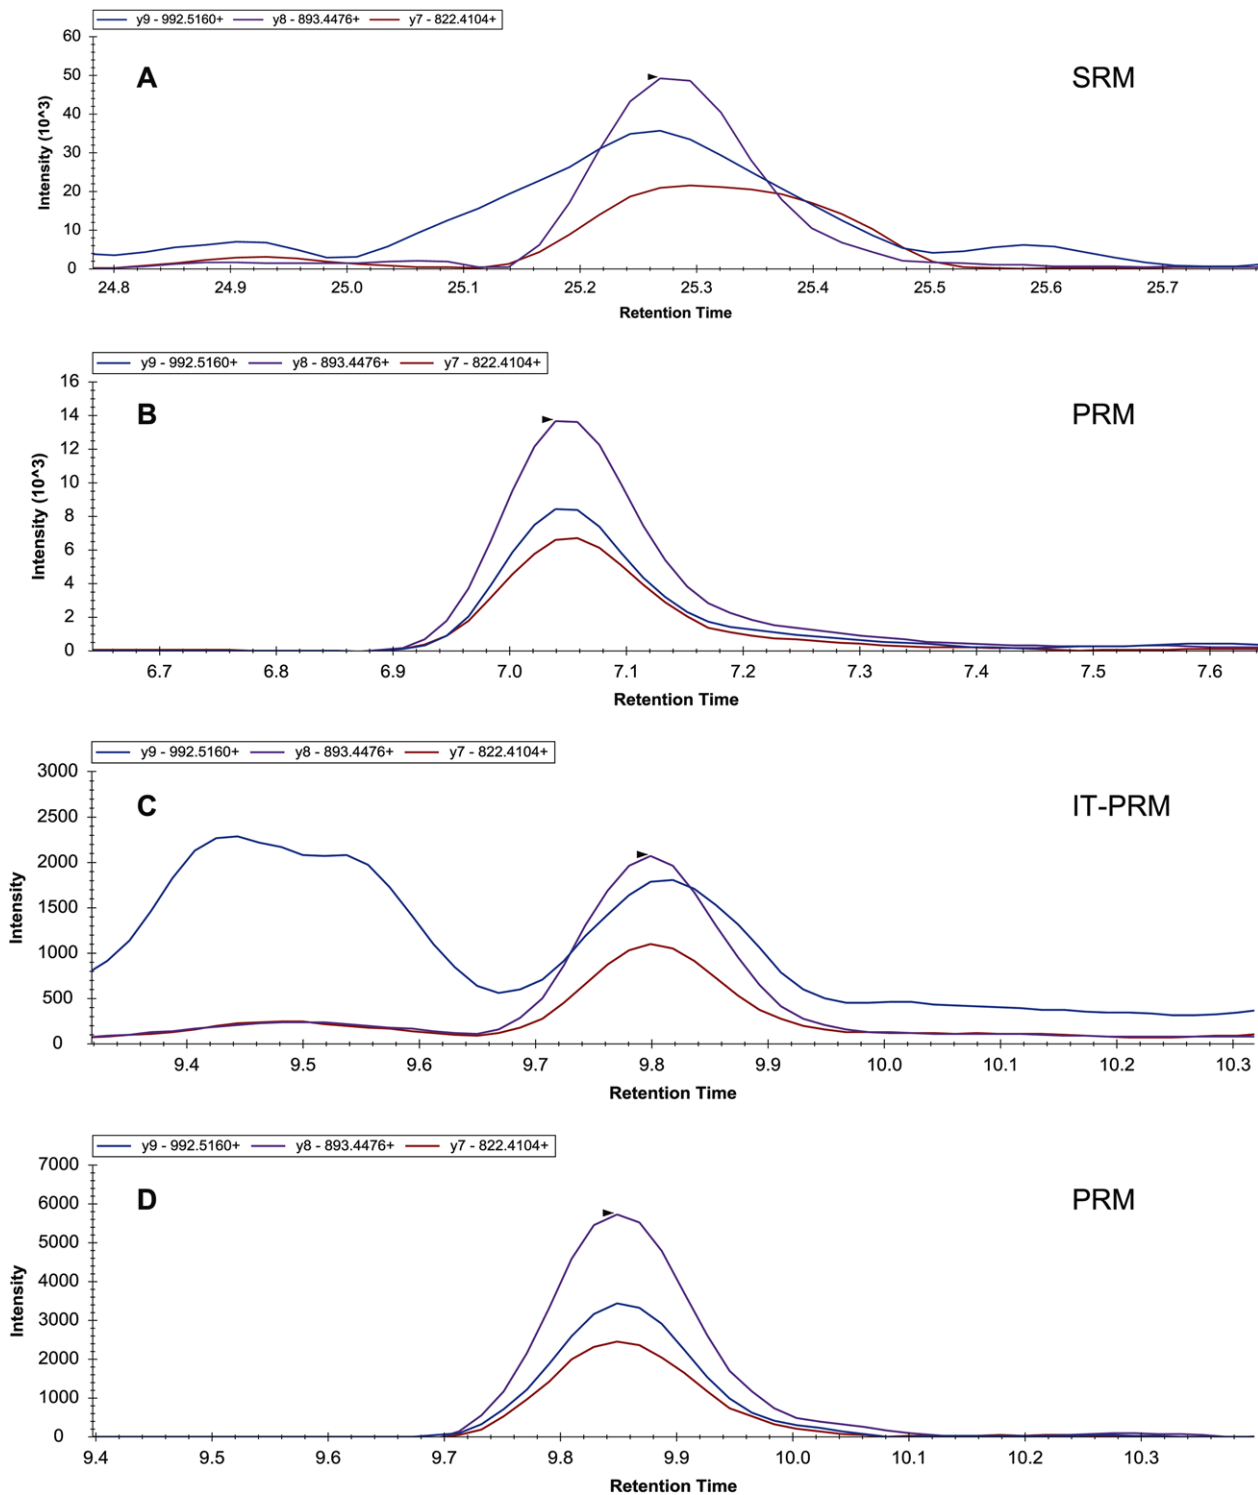 y9 - 992.5160+ y8 - 893.4476+ y7 - 822.4104+
A SRM
Intensity (10^3)
60
50
40
30
20
10
0
24.8 24.9 25.0 25.1 25.2 25.3 25.4 25.5 25.6 25.7
Retention Time
y9 - 992.5160+ y8 - 893.4476+ y7 - 822.4104+
B PRM
Intensity (10^3)
16
14
12
10
8
6
4
2
0
6.7 6.8 6.9 7.0 7.1 7.2 7.3 7.4 7.5 7.6
Retention Time
y9 - 992.5160+ y8 - 893.4476+ y7 - 822.4104+
C IT-PRM
Intensity
3000
2500
2000
1500
1000
500
0
9.4 9.5 9.6 9.7 9.8 9.9 10.0 10.1 10.2 10.3
Retention Time
y9 - 992.5160+ y8 - 893.4476+ y7 - 822.4104+
D PRM
Intensity
7000
6000
5000
4000
3000
2000
1000
0
9.4 9.5 9.6 9.7 9.8 9.9 10.0 10.1 10.2 10.3
Retention Time